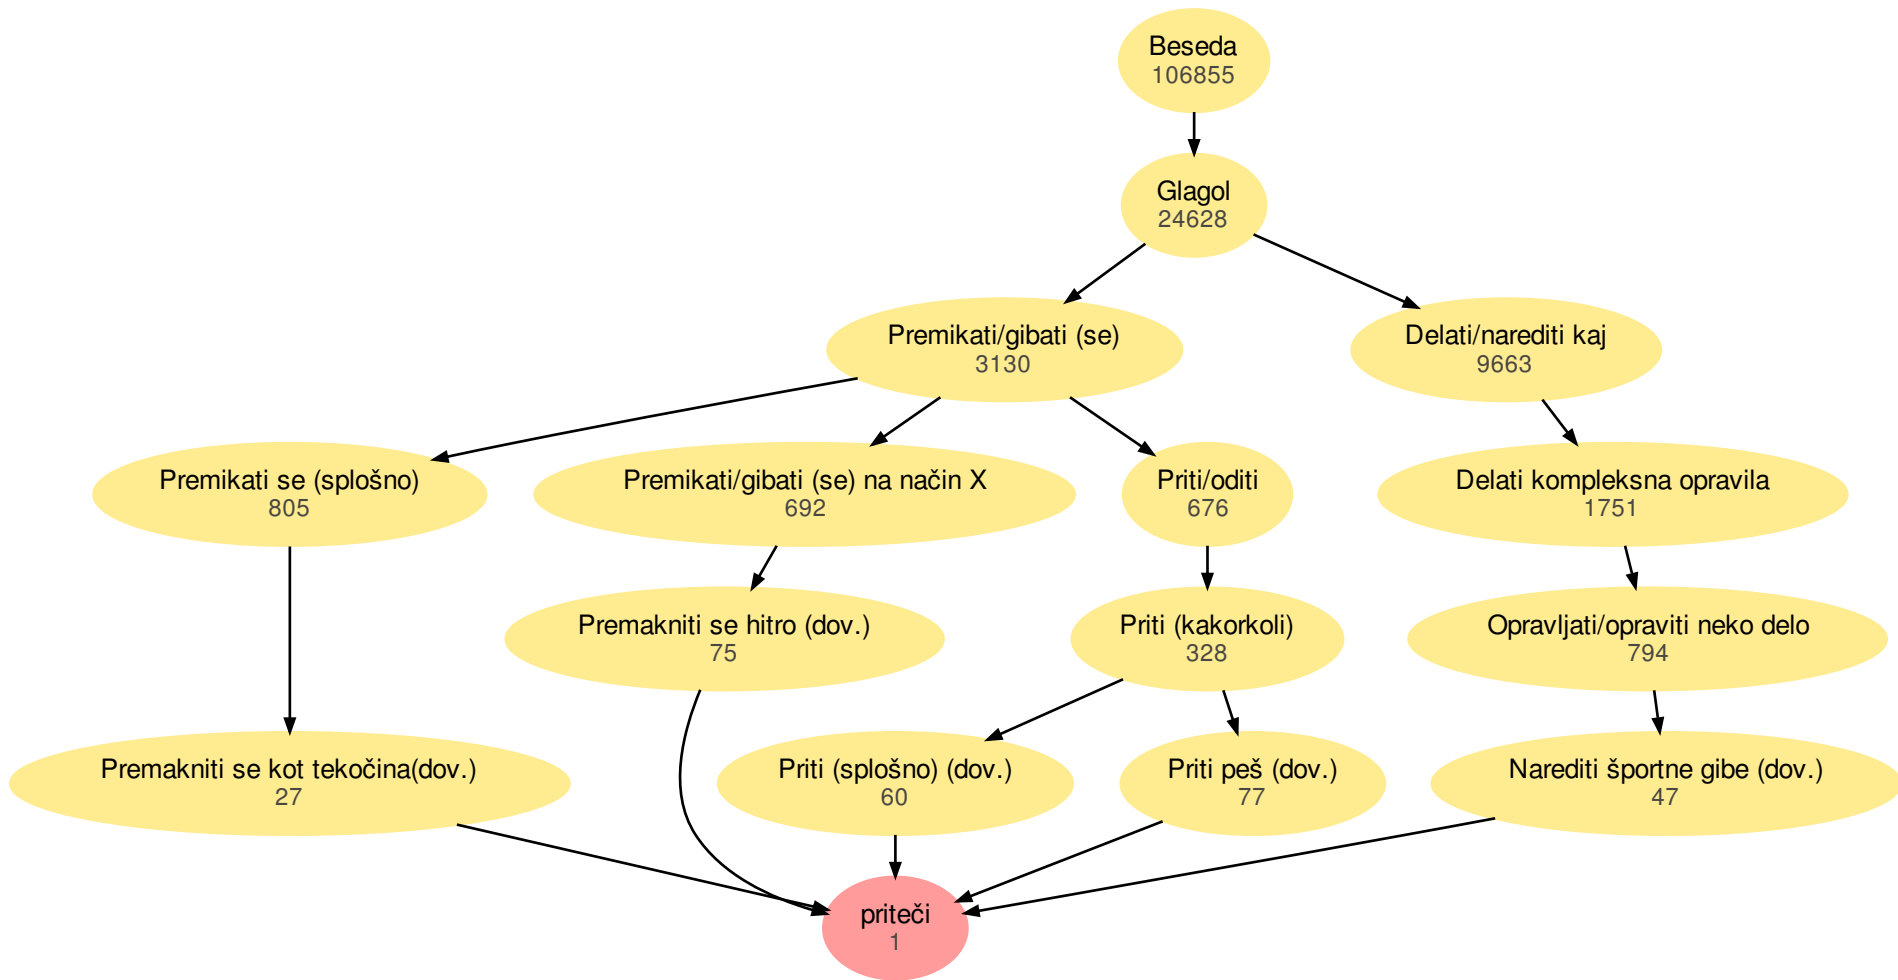 Beseda
106855
Glagol
24628
Premikati/gibati (se)
3130
Delati/narediti kaj
9663
Premikati se (splošno)
805
Premikati/gibati (se) na način X
692
Priti/oditi
676
Delati kompleksna opravila
1751
Premakniti se hitro (dov.)
75
Priti (kakorkoli)
328
Opravljati/opraviti neko delo
794
Premakniti se kot tekočina(dov.)
27
Priti (splošno) (dov.)
60
Priti peš (dov.)
77
Narediti športne gibe (dov.)
47
priteči
1